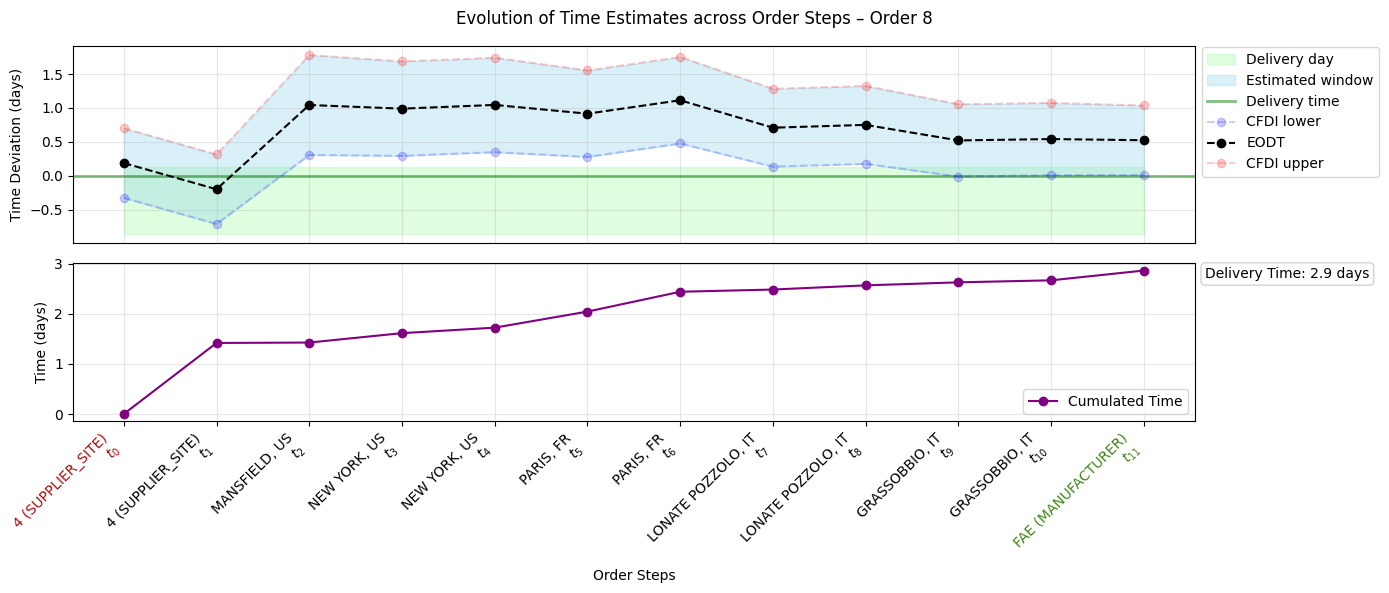 Evolution of Time Estimates across Order Steps – Order 8
Time Deviation (days)
1.5
1.0
0.5
0.0
−0.5
Delivery day
Estimated window
Delivery time
CFDI lower
EODT
CFDI upper
Time (days)
3
2
1
0
Cumulated Time
Delivery Time: 2.9 days
4 (SUPPLIER_SITE)
t0
4 (SUPPLIER_SITE)
t1
MANSFIELD, US
t2
NEW YORK, US
t3
NEW YORK, US
t4
PARIS, FR
t5
PARIS, FR
t6
LONATE POZZOLO, IT
t7
LONATE POZZOLO, IT
t8
GRASSOBBIO, IT
t9
GRASSOBBIO, IT
t10
FAE (MANUFACTURER)
t11
Order Steps